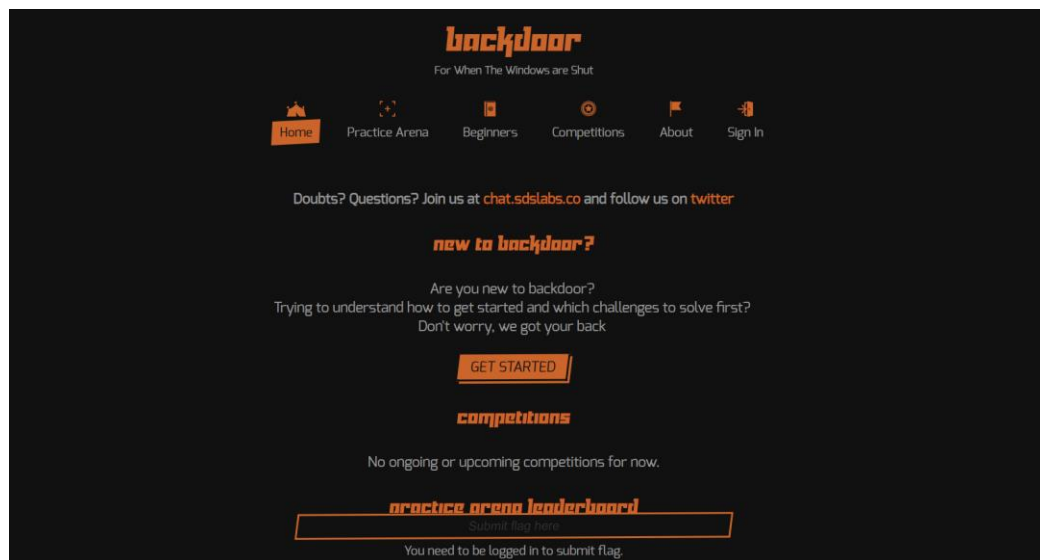 backdoor
For When The Windows are Shut
Home Practice Arena Beginners Competitions About Sign In
Doubts? Questions? Join us at chat.sdslabs.co and follow us on twitter
new to backdoor?
Are you new to backdoor?
Trying to understand how to get started and which challenges to solve first?
Don't worry, we got your back
GET STARTED
competitions
No ongoing or upcoming competitions for now.
practice arena leaderboard
Submit flag here
You need to be logged in to submit flag.